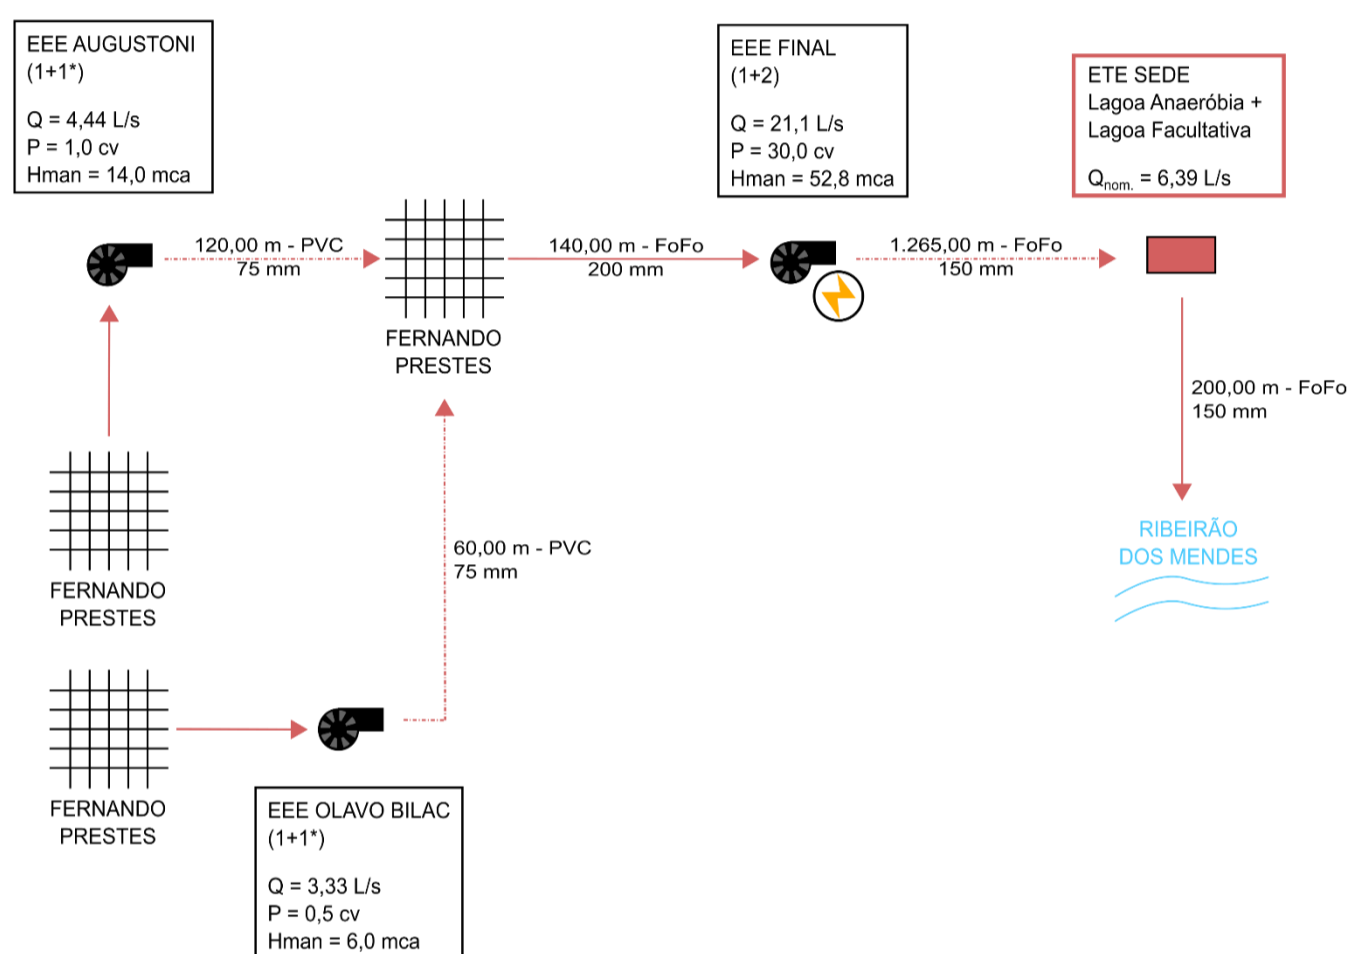 EEE AUGUSTONI
(1+1*)
Q = 4,44 L/s
P = 1,0 cv
Hman = 14,0 mca
EEE FINAL
(1+2)
Q = 21,1 L/s
P = 30,0 cv
Hman = 52,8 mca
ETE SEDE
Lagoa Anaeróbia +
Lagoa Facultativa
Qnom. = 6,39 L/s
120,00 m - PVC
75 mm
140,00 m - FoFo
200 mm
1.265,00 m - FoFo
150 mm
FERNANDO
PRESTES
200,00 m - FoFo
150 mm
FERNANDO
PRESTES
60,00 m - PVC
75 mm
RIBEIRÃO
DOS MENDES
FERNANDO
PRESTES
EEE OLAVO BILAC
(1+1*)
Q = 3,33 L/s
P = 0,5 cv
Hman = 6,0 mca